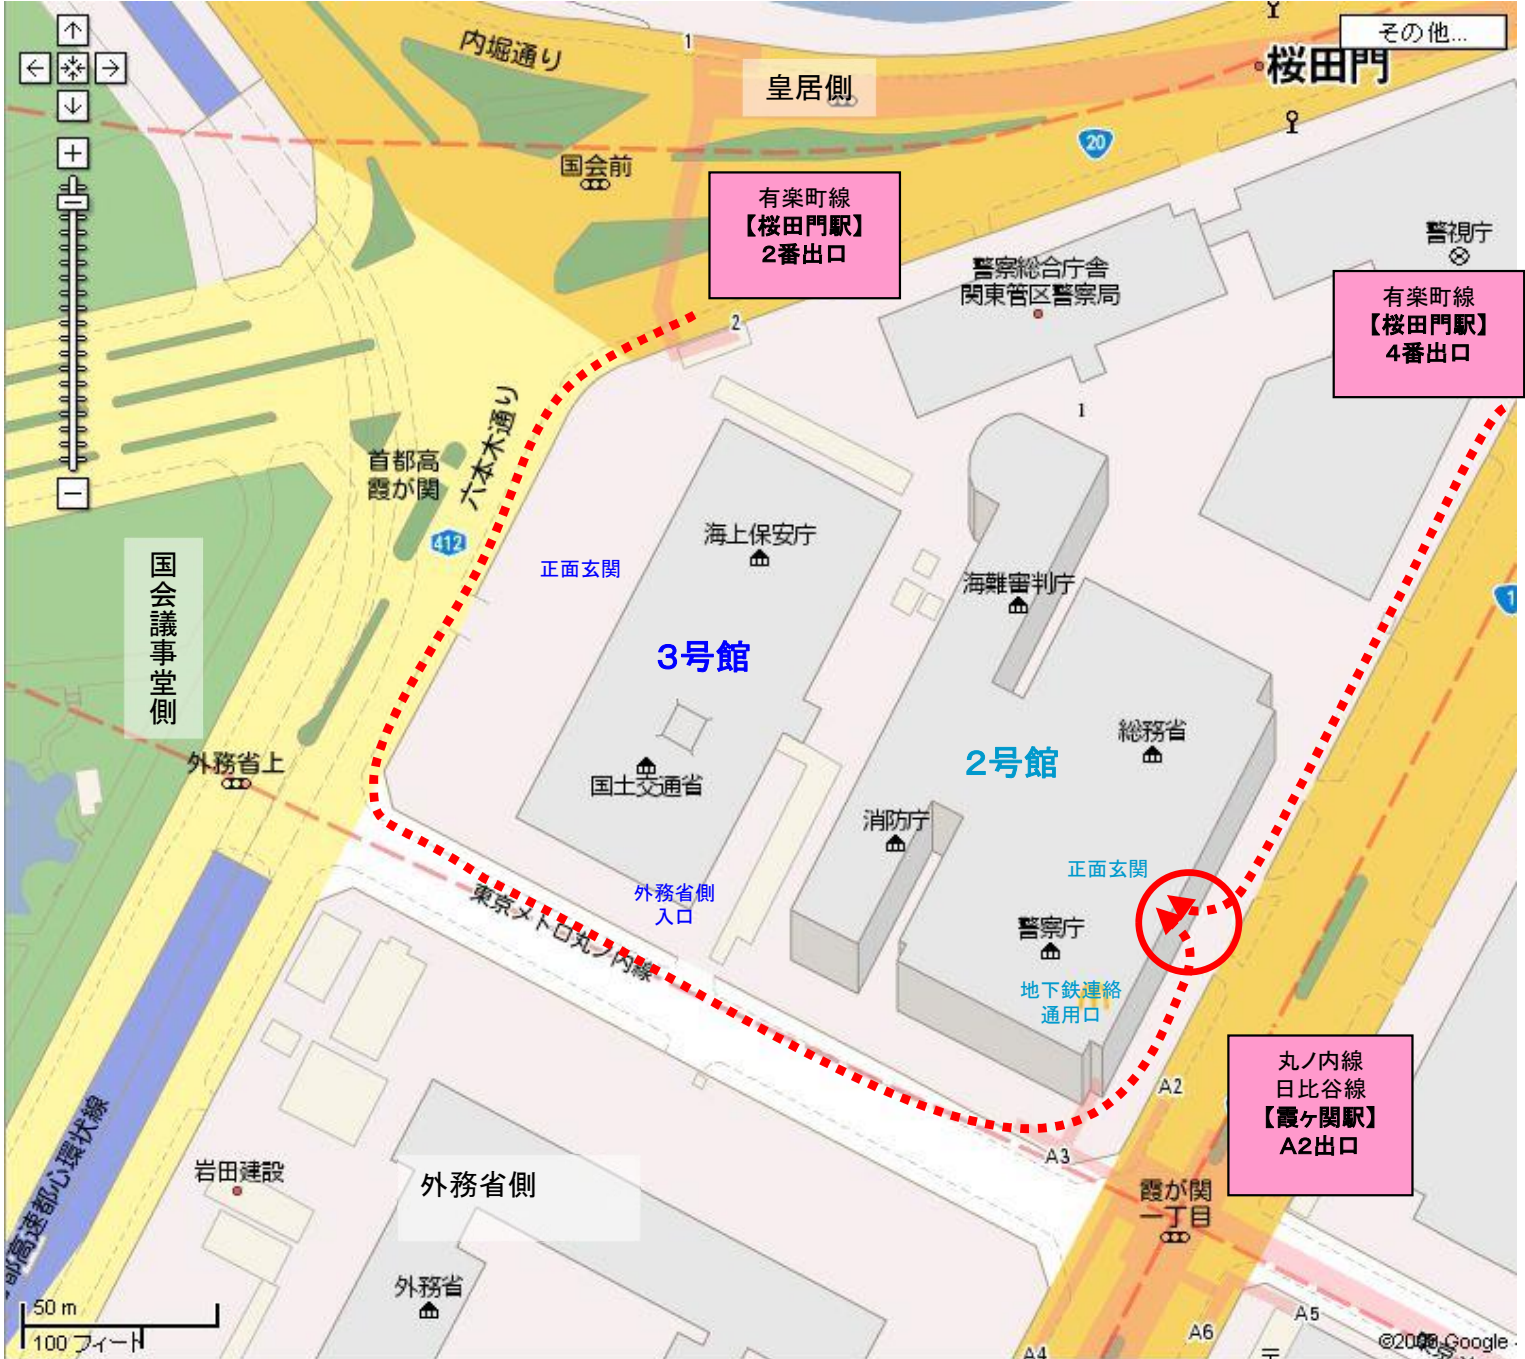 その他...
内堀通り
1
皇居側
桜田門
国会前
20
有楽町線
【桜田門駅】
2番出口
警視庁
警察総合庁舎
関東管区警察局
有楽町線
【桜田門駅】
4番出口
2
1
六本木通り
首都高
霞が関
412
海上保安庁
正面玄関
国会議事堂側
海難審判庁
1
3号館
総務省
2号館
外務省上
国土交通省
消防庁
正面玄関
外務省側
入口
東京メトロ丸ノ内線
警察庁
地下鉄連絡
通用口
丸ノ内線
日比谷線
【霞ヶ関駅】
A2出口
A2
A3
霞が関
一丁目
岩田建設
外務省側
都高速都心環状線
外務省
50 m
100 フィート
A5
A6
A4